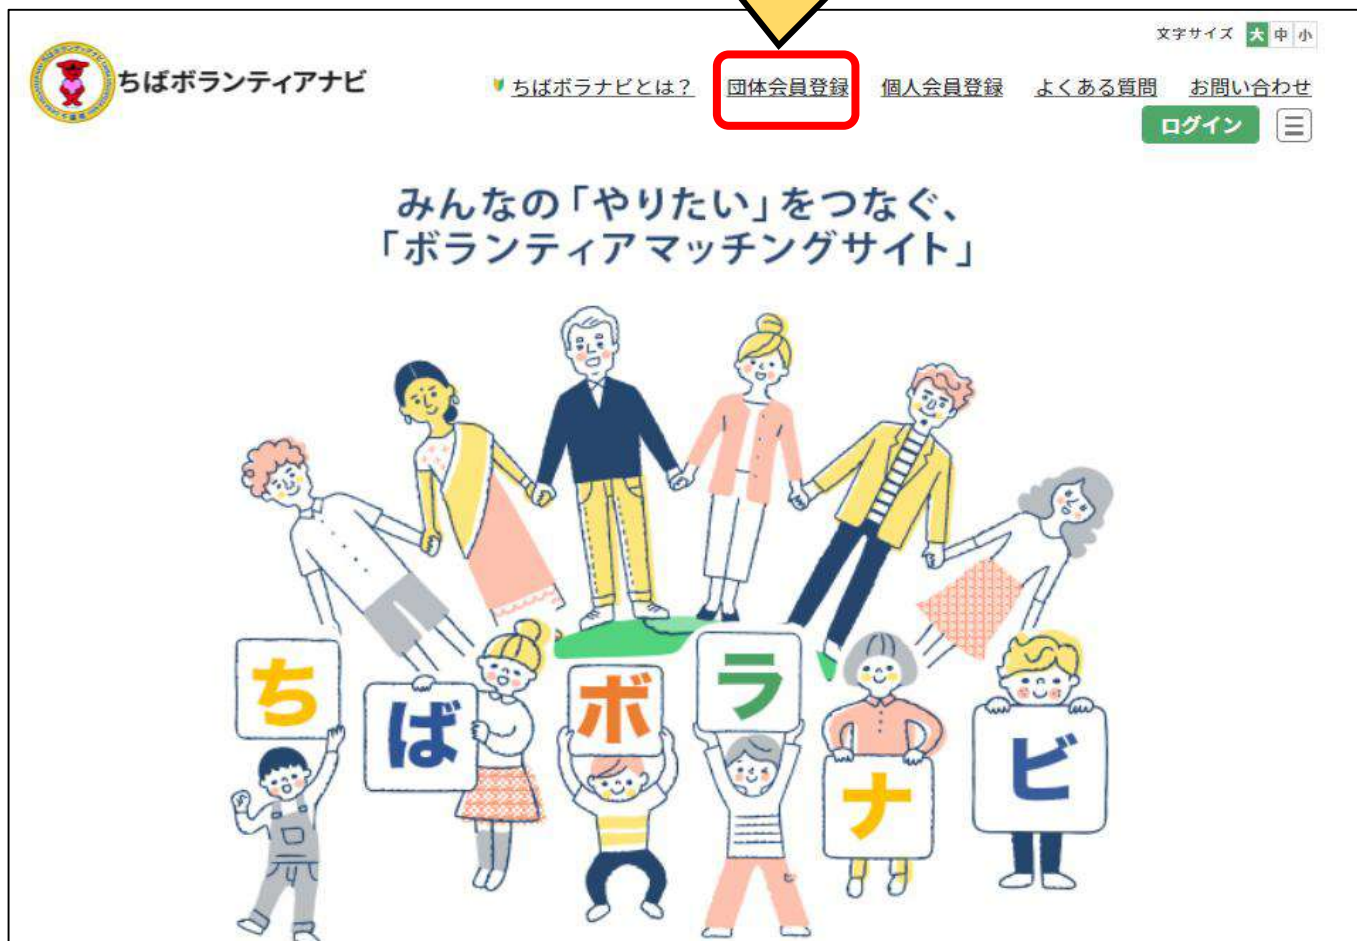 文字サイズ 大 中 小
ちばボランティアナビ
ちばボラナビとは？ 団体会員登録 個人会員登録 よくある質問 お問い合わせ
ログイン
みんなの「やりたい」をつなぐ、
「ボランティアマッチングサイト」
ちばボラナビ